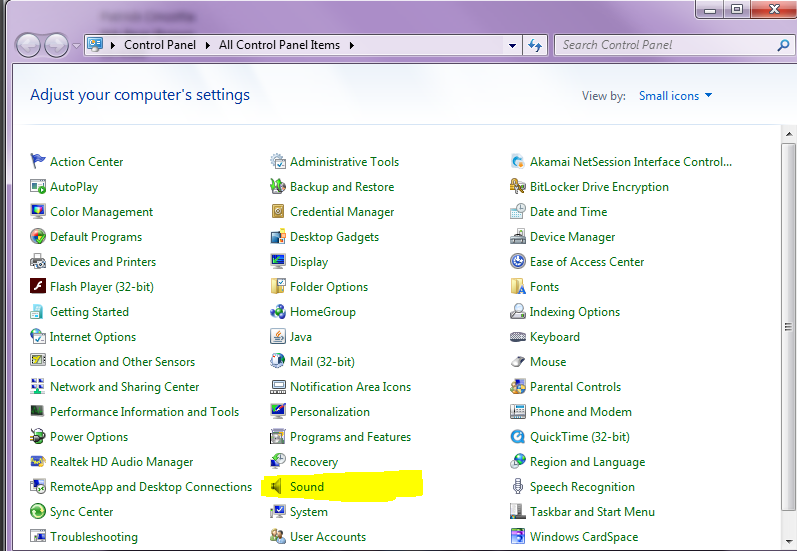 Control Panel All Control Panel Items Search Control Panel
Adjust your computer's settings
View by: Small icons
Action Center Administrative Tools Akamai NetSession Interface Control...
AutoPlay Backup and Restore BitLocker Drive Encryption
Color Management Credential Manager Date and Time
Default Programs Desktop Gadgets Device Manager
Devices and Printers Display Ease of Access Center
Flash Player (32-bit) Folder Options Fonts
Getting Started HomeGroup Indexing Options
Internet Options Java Keyboard
Location and Other Sensors Mail (32-bit) Mouse
Network and Sharing Center Notification Area Icons Parental Controls
Performance Information and Tools Personalization Phone and Modem
Power Options Programs and Features QuickTime (32-bit)
Realtek HD Audio Manager Recovery Region and Language
RemoteApp and Desktop Connections Sound Speech Recognition
Sync Center System Taskbar and Start Menu
Troubleshooting User Accounts Windows CardSpace